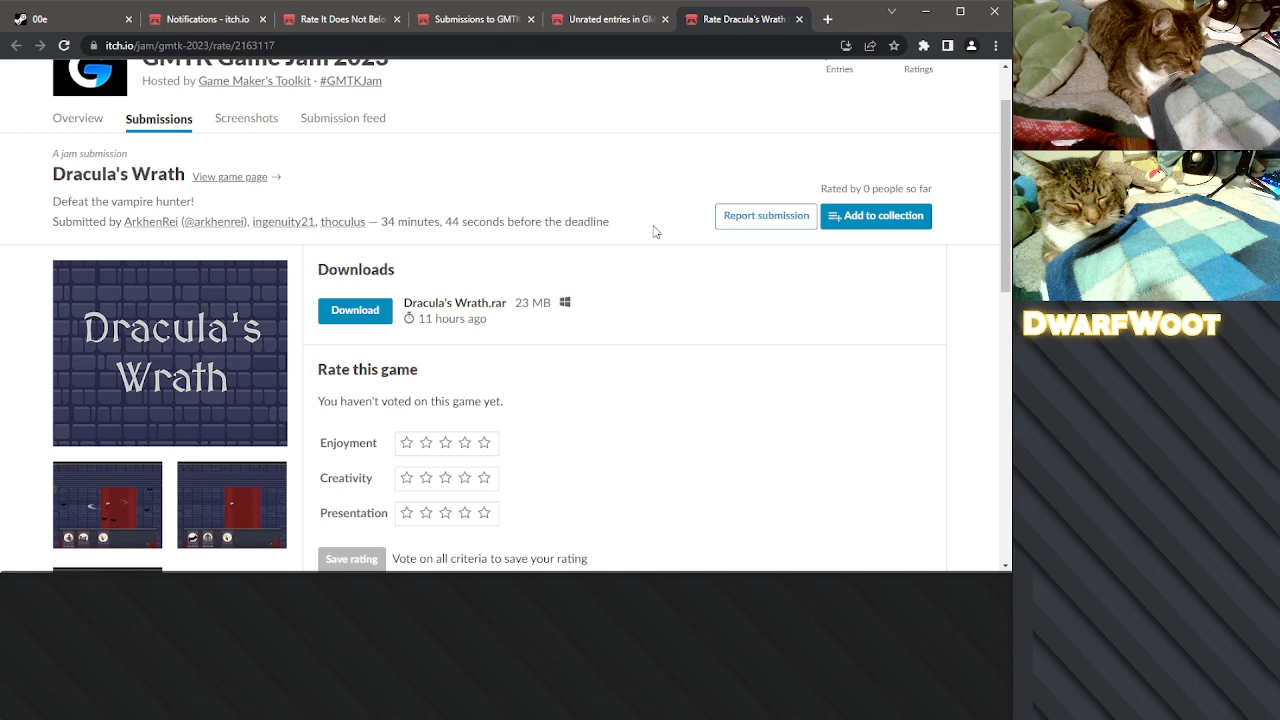 00e
Notifications - itch.io
Rate It Does Not Belo
Submissions to GMTK
Unrated entries in GM
Rate Dracula's Wrath
itch.io/jam/gmtk-2023/rate/2163117
GMTK Game Jam 2023
Hosted by Game Maker's Toolkit · #GMTKJam
Entries
Ratings
Overview
Submissions
Screenshots
Submission feed
A jam submission
Dracula's Wrath View game page →
Defeat the vampire hunter!
Submitted by ArkhenRei (@arkhenrei), ingenuity21, thoculus — 34 minutes, 44 seconds before the deadline
Rated by 0 people so far
Report submission
Add to collection
Dracula's
Wrath
Downloads
Download
Dracula's Wrath.rar 23 MB
11 hours ago
Rate this game
You haven't voted on this game yet.
Enjoyment
Creativity
Presentation
Save rating
Vote on all criteria to save your rating
DwarfWoot